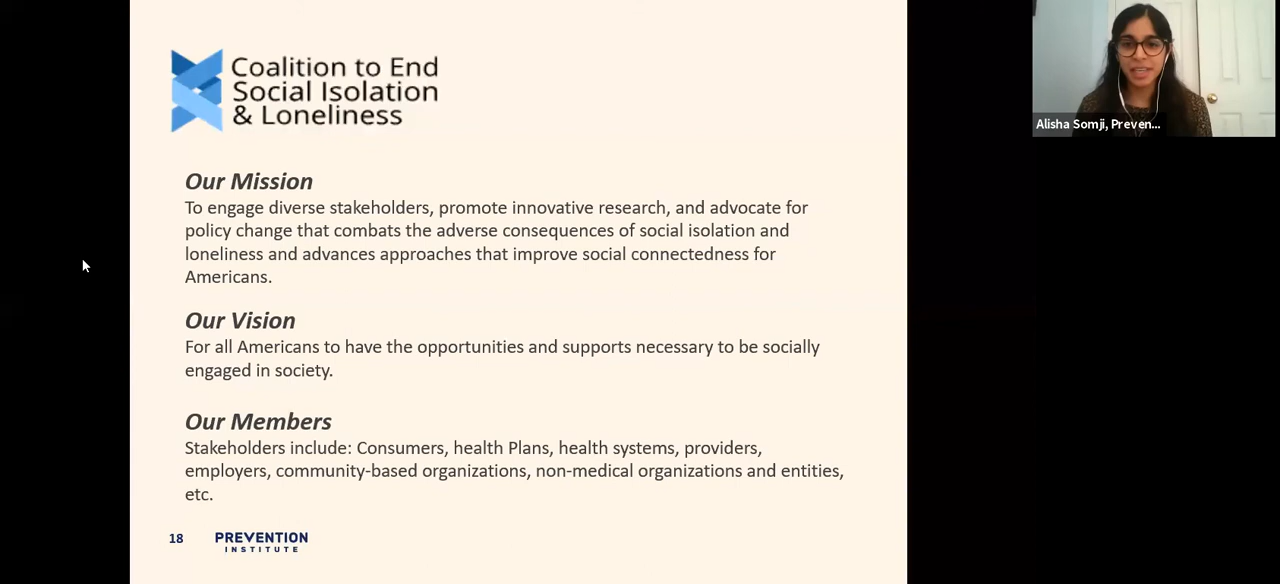 Coalition to End
Social Isolation
& Loneliness
Our Mission
To engage diverse stakeholders, promote innovative research, and advocate for
policy change that combats the adverse consequences of social isolation and
loneliness and advances approaches that improve social connectedness for
Americans.
Our Vision
For all Americans to have the opportunities and supports necessary to be socially
engaged in society.
Our Members
Stakeholders include: Consumers, health Plans, health systems, providers,
employers, community-based organizations, non-medical organizations and entities,
etc.
18
PREVENTION
INSTITUTE
Alisha Somji, Preven...